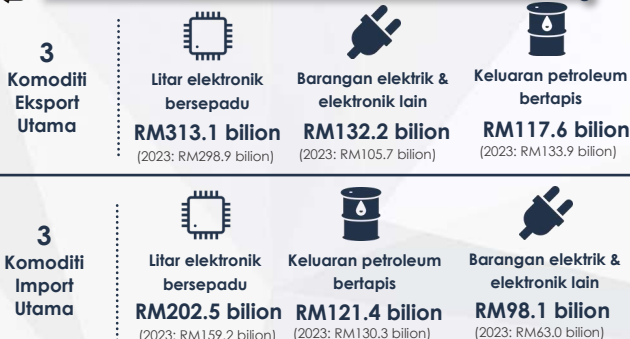 3
Komoditi
Eksport
Utama
Litar elektronik
bersepadu
RM313.1 bilion
(2023: RM298.9 bilion)
Barangan elektrik &
elektronik lain
RM132.2 bilion
(2023: RM105.7 bilion)
Keluaran petroleum
bertapis
RM117.6 bilion
(2023: RM133.9 bilion)
3
Komoditi
Import
Utama
Litar elektronik
bersepadu
RM202.5 bilion
(2023: RM159.2 bilion)
Keluaran petroleum
bertapis
RM121.4 bilion
(2023: RM130.3 bilion)
Barangan elektrik &
elektronik lain
RM98.1 bilion
(2023: RM63.0 bilion)